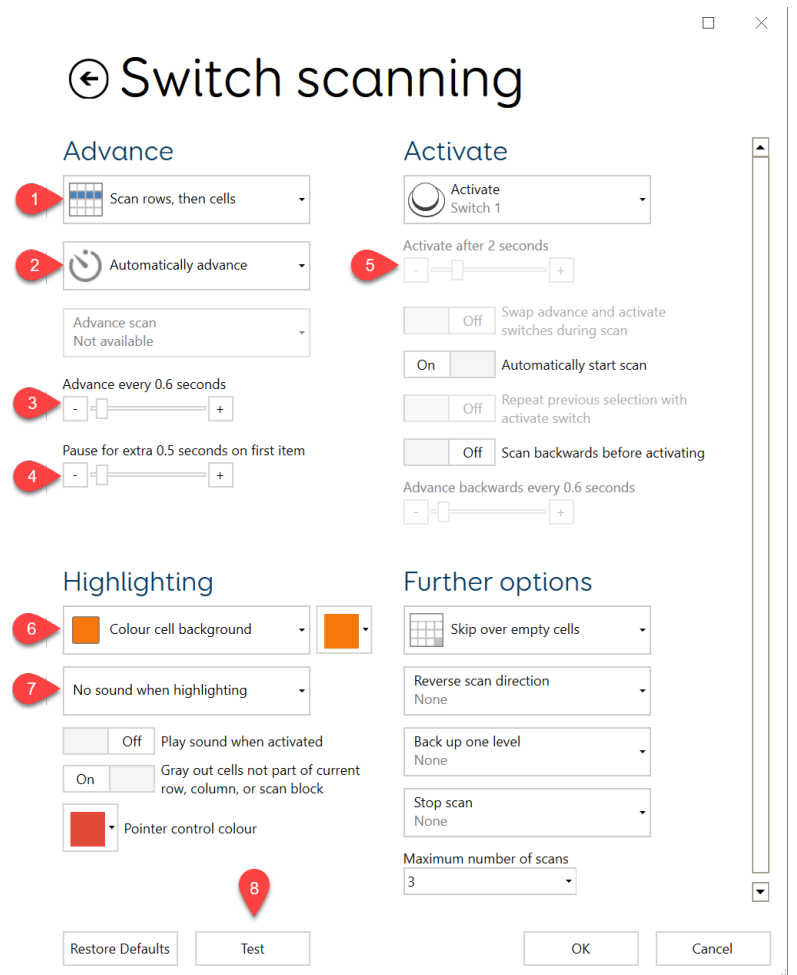 Switch scanning
Advance
1
Scan rows, then cells
2
Automatically advance
Advance scan
Not available
Advance every 0.6 seconds
3
-
+
Pause for extra 0.5 seconds on first item
4
-
+
Activate
Activate
Switch 1
Activate after 2 seconds
5
-
+
Off
Swap advance and activate
switches during scan
On
Automatically start scan
Off
Repeat previous selection with
activate switch
Off
Scan backwards before activating
Advance backwards every 0.6 seconds
-
+
Highlighting
6
Colour cell background
7
No sound when highlighting
Off
Play sound when activated
On
Gray out cells not part of current
row, column, or scan block
Pointer control colour
Further options
Skip over empty cells
Reverse scan direction
None
Back up one level
None
Stop scan
None
Maximum number of scans
3
8
Restore Defaults
Test
OK
Cancel